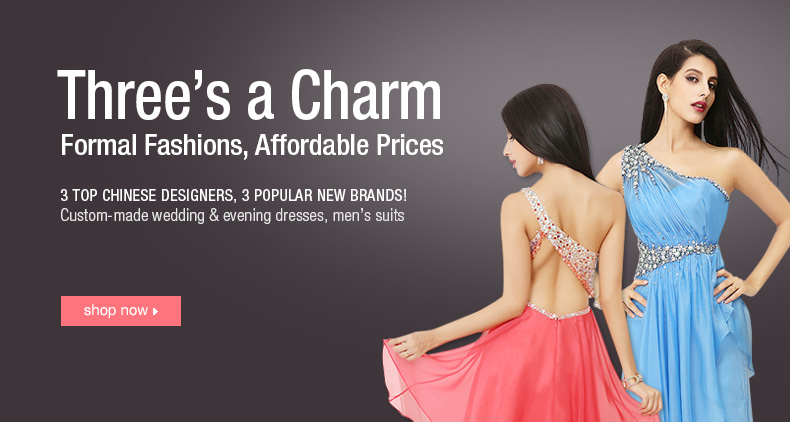 Three’s a Charm
Formal Fashions, Affordable Prices
3 TOP CHINESE DESIGNERS, 3 POPULAR NEW BRANDS!
Custom-made wedding & evening dresses, men’s suits
shop now